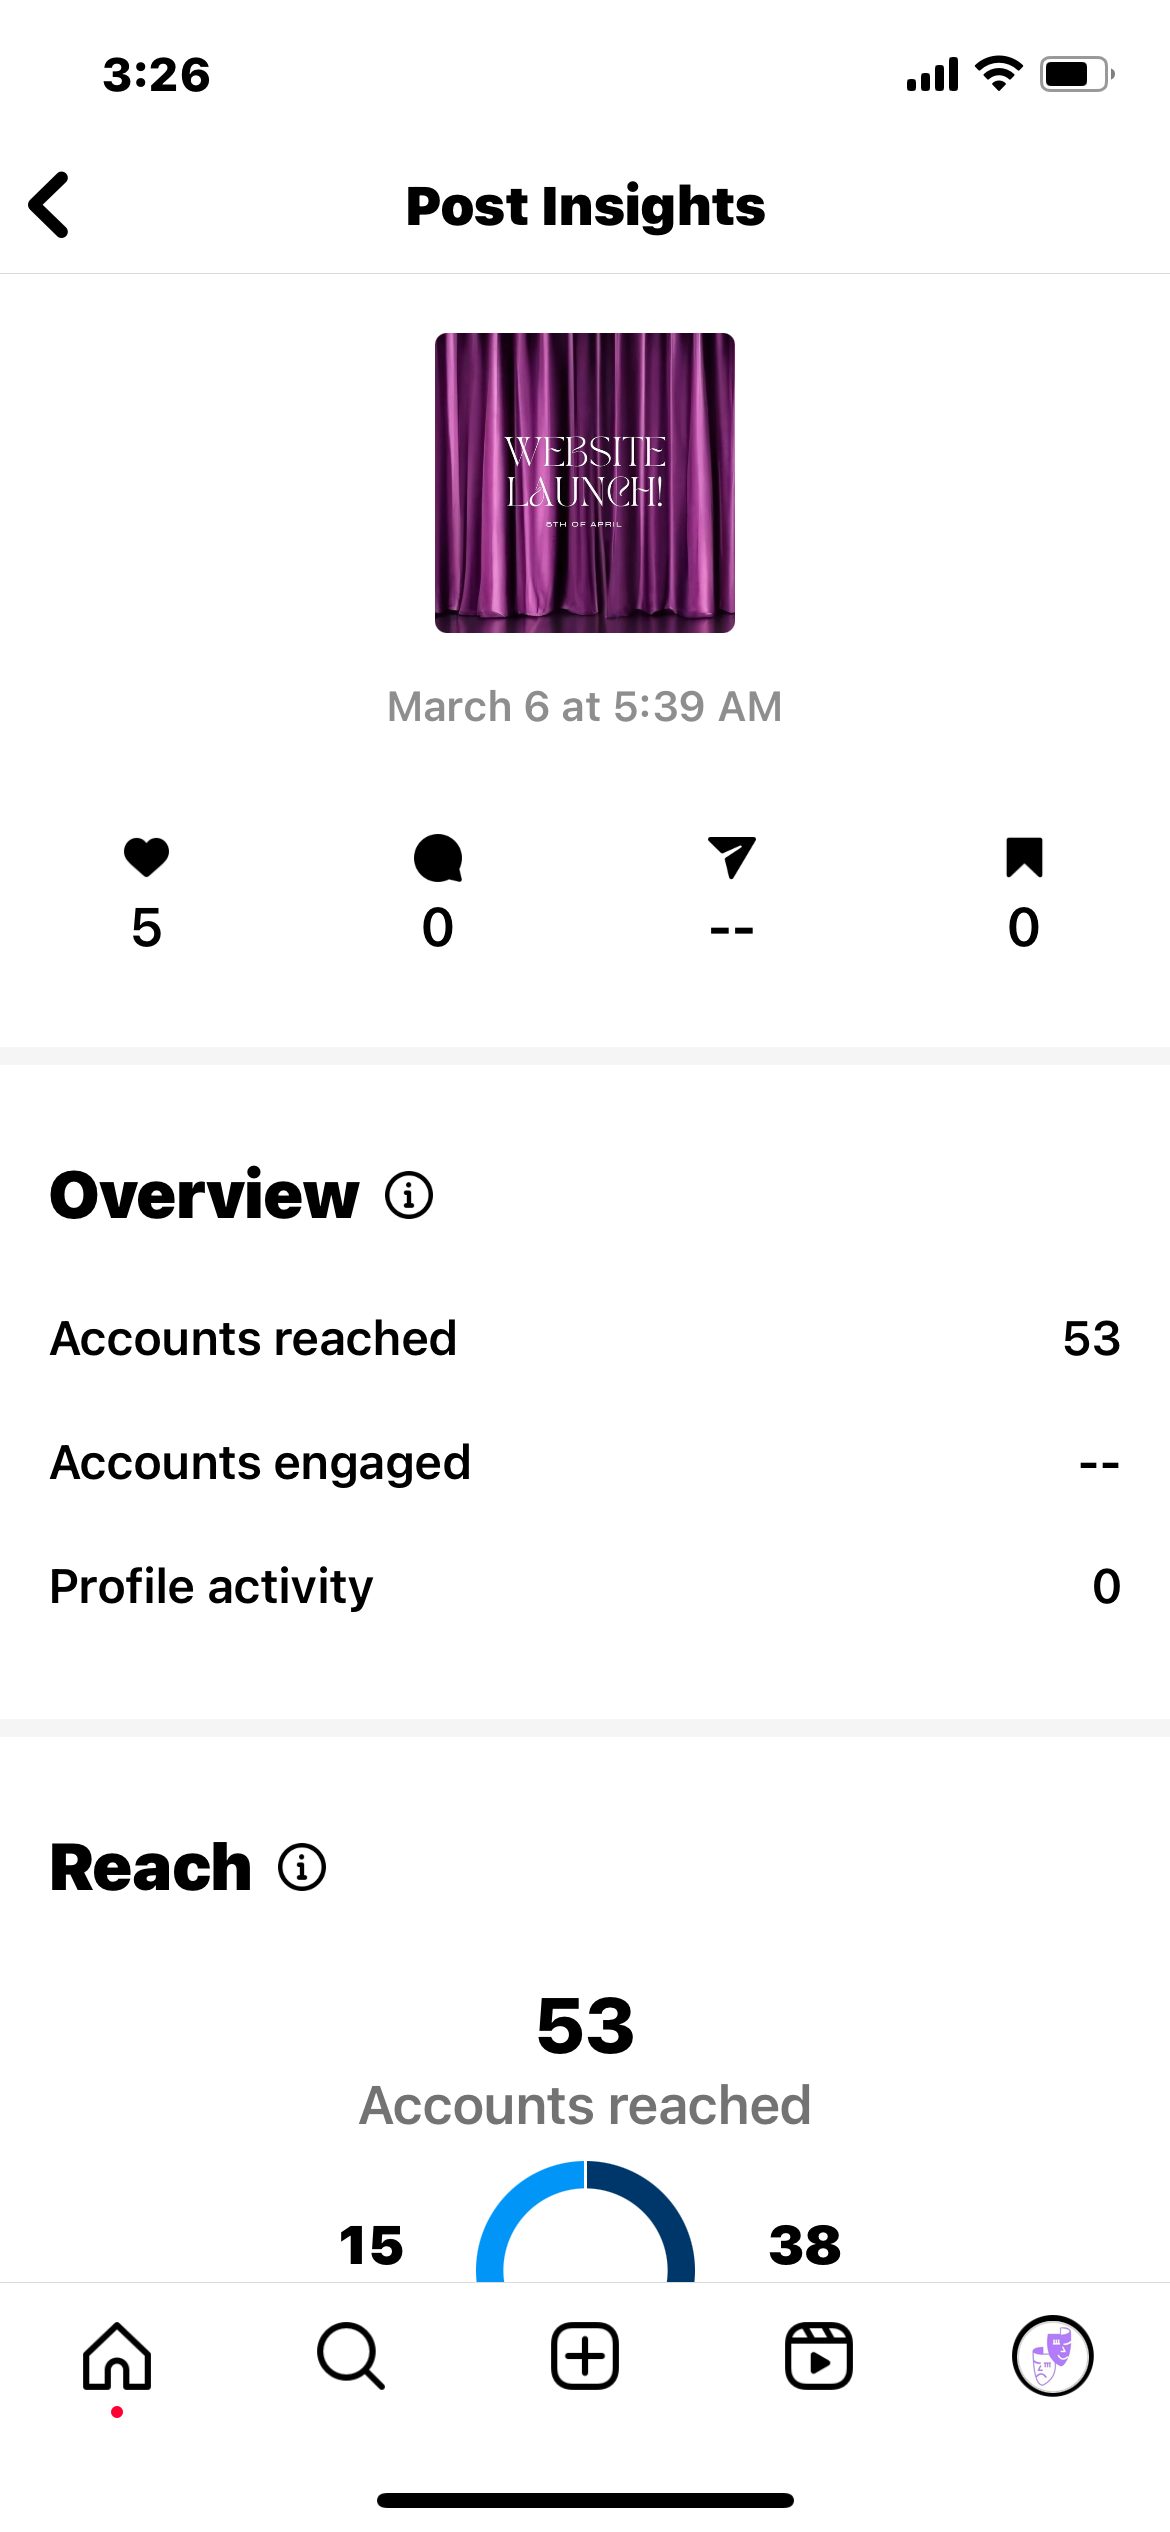 3:26
Post Insights
WEBSITE
LAUNCH!
5TH OF APRIL
March 6 at 5:39 AM
5 0 -- 0
Overview
Accounts reached 53
Accounts engaged --
Profile activity 0
Reach
53
Accounts reached
15 38